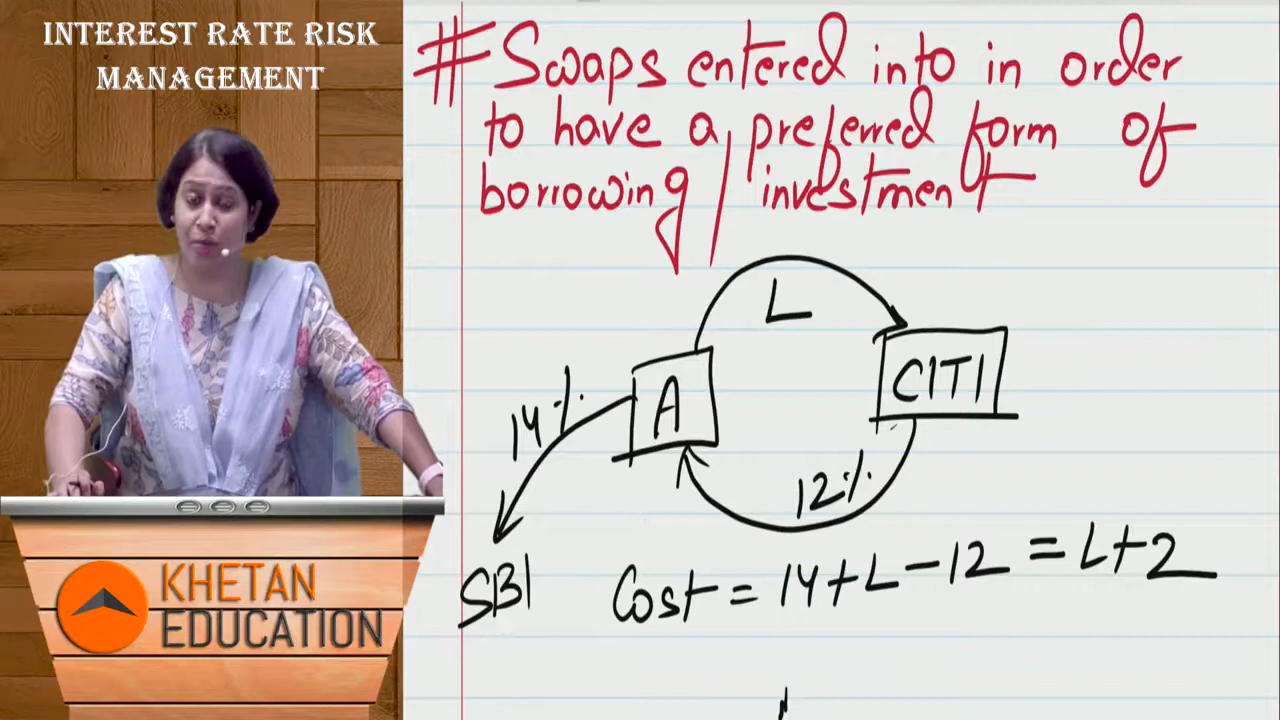 INTEREST RATE RISK
MANAGEMENT
# Swaps entered into in order
to have a preferred form of
borrowing / investment
L
A
CITI
14%
12%
SBI
Cost = 14 + L - 12 = L + 2
KHETAN
EDUCATION